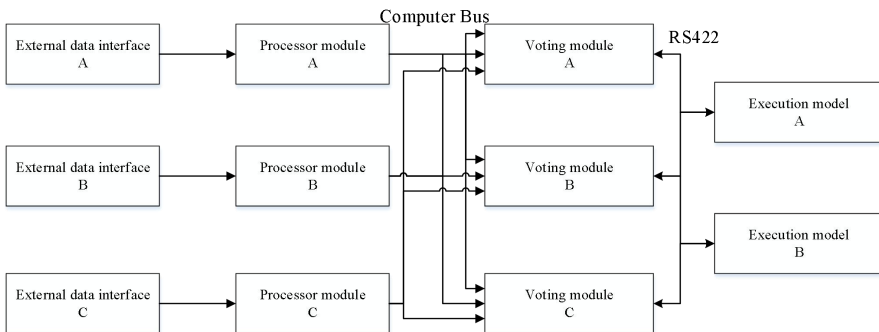 Computer Bus
External data interface
A
Processor module
A
Voting module
A
RS422
Execution model
A
External data interface
B
Processor module
B
Voting module
B
Execution model
B
External data interface
C
Processor module
C
Voting module
C